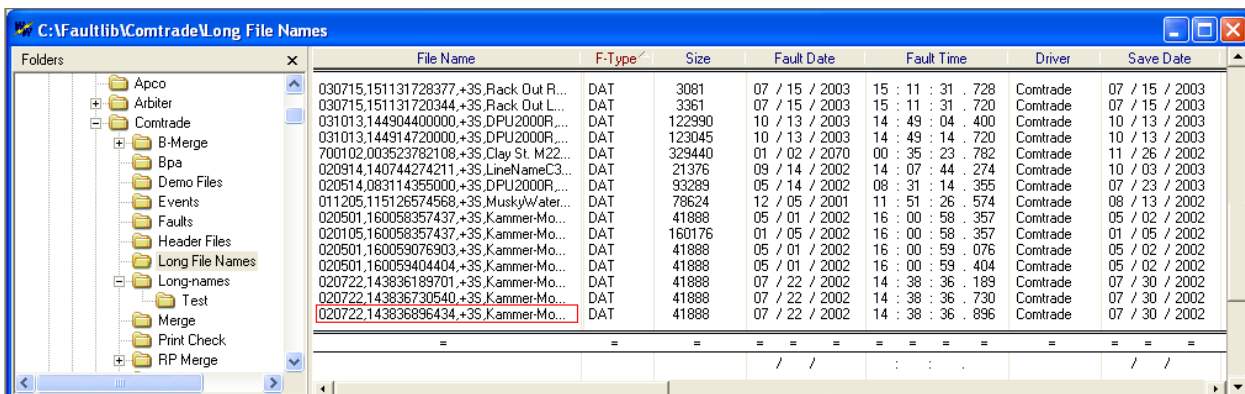 C:\Faultlib\Comtrade\Long File Names
Folders x
Apco
Arbiter
Comtrade
B-Merge
Bpa
Demo Files
Events
Faults
Header Files
Long File Names
Long-names
Test
Merge
Print Check
RP Merge
File Name F-Type Size Fault Date Fault Time Driver Save Date
030715,151131728377,+3S,Rack Out R... DAT 3081 07 / 15 / 2003 15 : 11 : 31 . 728 Comtrade 07 / 15 / 2003
030715,151131720344,+3S,Rack Out L... DAT 3361 07 / 15 / 2003 15 : 11 : 31 . 720 Comtrade 07 / 15 / 2003
031013,144904400000,+3S,DPU2000R,... DAT 122990 10 / 13 / 2003 14 : 49 : 04 . 400 Comtrade 10 / 13 / 2003
031013,144914720000,+3S,DPU2000R,... DAT 123045 10 / 13 / 2003 14 : 49 : 14 . 720 Comtrade 10 / 13 / 2003
700102,003523782108,+3S,Clay St. M22... DAT 329440 01 / 02 / 2070 00 : 35 : 23 . 782 Comtrade 11 / 26 / 2002
020914,140744274211,+3S,LineNameC3... DAT 21376 09 / 14 / 2002 14 : 07 : 44 . 274 Comtrade 10 / 03 / 2003
020514,083114355000,+3S,DPU2000R,... DAT 93289 05 / 14 / 2002 08 : 31 : 14 . 355 Comtrade 07 / 23 / 2003
011205,115126574568,+3S,MuskyWater... DAT 78624 12 / 05 / 2001 11 : 51 : 26 . 574 Comtrade 08 / 13 / 2002
020501,160058357437,+3S,Kammer-Mo... DAT 41888 05 / 01 / 2002 16 : 00 : 58 . 357 Comtrade 05 / 02 / 2002
020105,160058357437,+3S,Kammer-Mo... DAT 160176 01 / 05 / 2002 16 : 00 : 58 . 357 Comtrade 01 / 05 / 2002
020501,160059076903,+3S,Kammer-Mo... DAT 41888 05 / 01 / 2002 16 : 00 : 59 . 076 Comtrade 05 / 02 / 2002
020501,160059404404,+3S,Kammer-Mo... DAT 41888 05 / 01 / 2002 16 : 00 : 59 . 404 Comtrade 05 / 02 / 2002
020722,143836189701,+3S,Kammer-Mo... DAT 41888 07 / 22 / 2002 14 : 38 : 36 . 189 Comtrade 07 / 30 / 2002
020722,143836730540,+3S,Kammer-Mo... DAT 41888 07 / 22 / 2002 14 : 38 : 36 . 730 Comtrade 07 / 30 / 2002
020722,143836896434,+3S,Kammer-Mo... DAT 41888 07 / 22 / 2002 14 : 38 : 36 . 896 Comtrade 07 / 30 / 2002
= = = = = = = = = = = = = =
/ / : : . / /